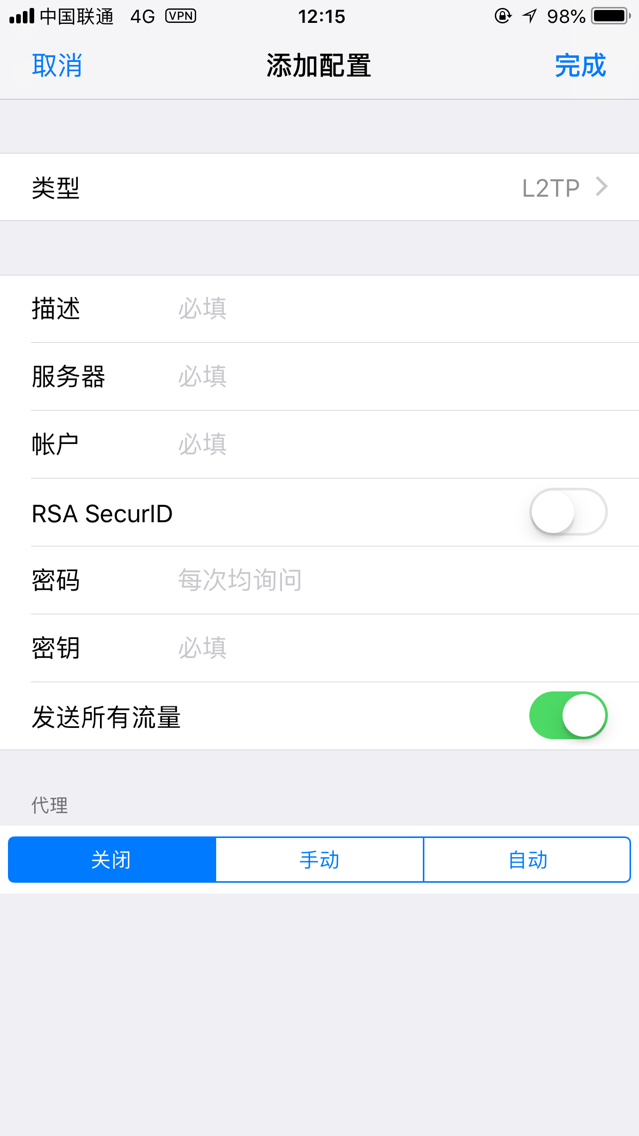 中国联通 4G VPN 12:15 98%
取消 添加配置 完成
类型 L2TP
描述 必填
服务器 必填
帐户 必填
RSA SecurID
密码 每次均询问
密钥 必填
发送所有流量
代理
关闭 手动 自动